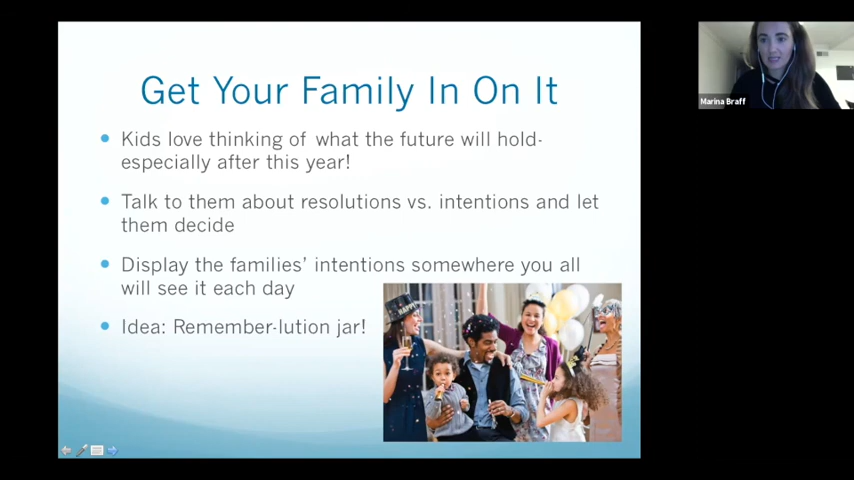 Get Your Family In On It
Kids love thinking of what the future will hold-
especially after this year!
Talk to them about resolutions vs. intentions and let
them decide
Display the families' intentions somewhere you all
will see it each day
Idea: Remember-lution jar!
HAPPY
Marina Braff